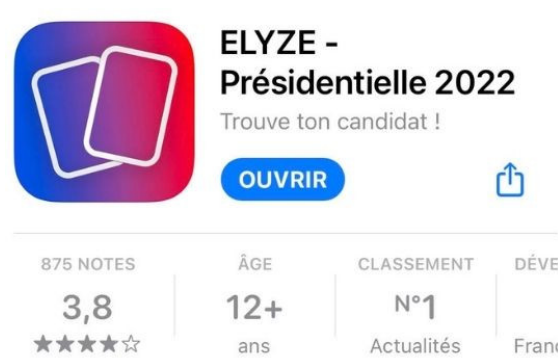 ELYZE -
Présidentielle 2022
Trouve ton candidat !
OUVRIR
875 NOTES
ÂGE
CLASSEMENT
3,8
12+
N°1
ans
Actualités